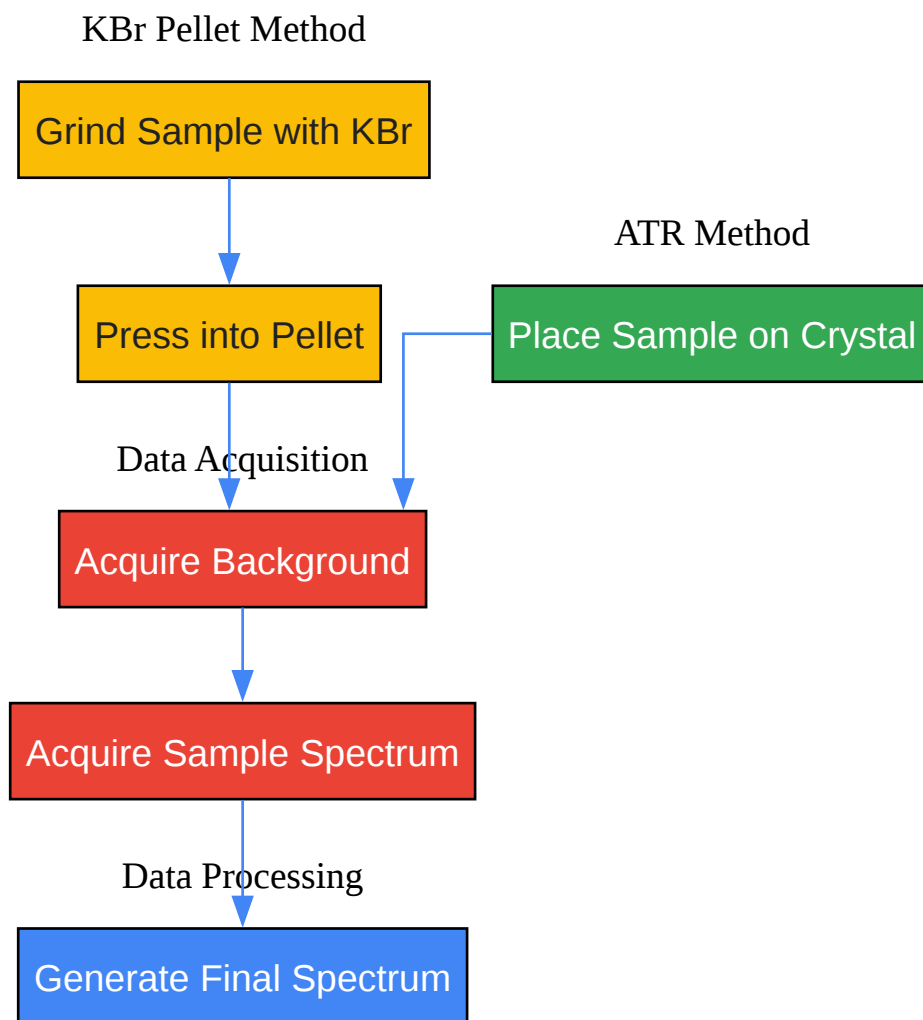 KBr Pellet Method
Grind Sample with KBr
ATR Method
Press into Pellet
Place Sample on Crystal
Data Acquisition
Acquire Background
Acquire Sample Spectrum
Data Processing
Generate Final Spectrum